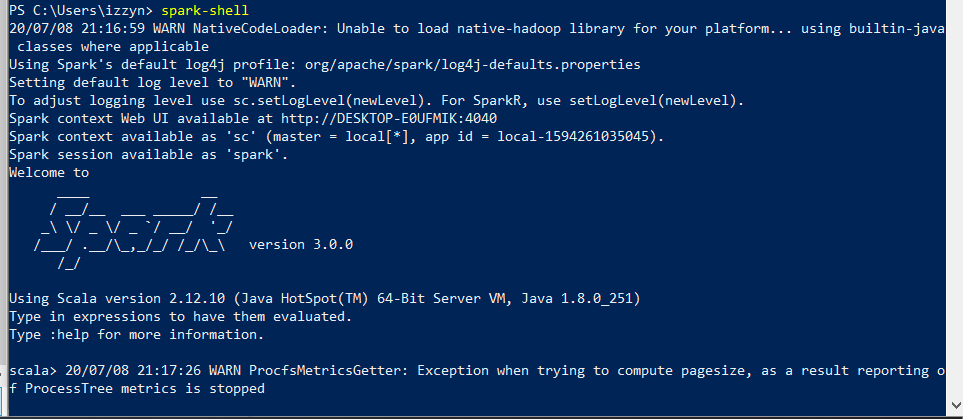 PS C:\Users\izzyn> spark-shell
20/07/08 21:16:59 WARN NativeCodeLoader: Unable to load native-hadoop library for your platform... using builtin-java
 classes where applicable
Using Spark's default log4j profile: org/apache/spark/log4j-defaults.properties
Setting default log level to "WARN".
To adjust logging level use sc.setLogLevel(newLevel). For SparkR, use setLogLevel(newLevel).
Spark context Web UI available at http://DESKTOP-E0UFMIK:4040
Spark context available as 'sc' (master = local[*], app id = local-1594261035045).
Spark session available as 'spark'.
Welcome to
      ____              __
     / __/__  ___ _____/ /__
    _\ \/ _ \/ _ `/ __/  '_/
   /___/ .__/\_,_/_/ /_/\_\   version 3.0.0
      /_/

Using Scala version 2.12.10 (Java HotSpot(TM) 64-Bit Server VM, Java 1.8.0_251)
Type in expressions to have them evaluated.
Type :help for more information.

scala> 20/07/08 21:17:26 WARN ProcfsMetricsGetter: Exception when trying to compute pagesize, as a result reporting o
f ProcessTree metrics is stopped